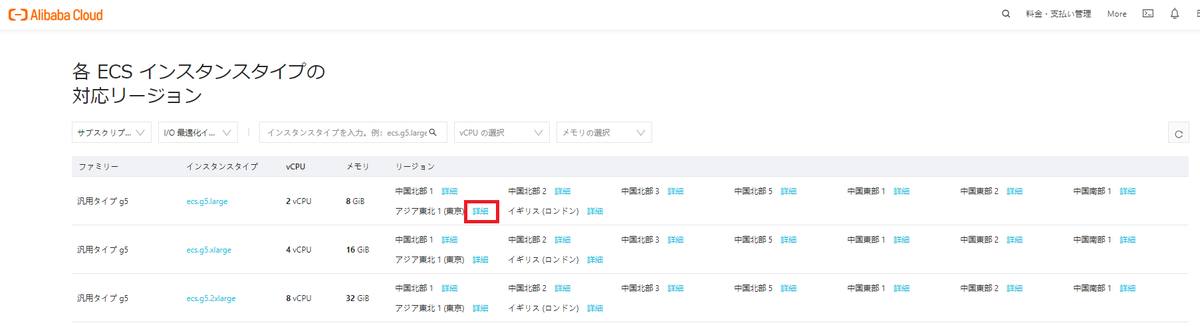 Alibaba Cloud
料金・支払い管理 More
各 ECS インスタンスタイプの
対応リージョン
サブスクリプ... I/O 最適化イ... インスタンスタイプを入力。例: ecs.g5.large vCPU の選択 メモリの選択
ファミリー インスタンスタイプ vCPU メモリ リージョン
中国北部 1 詳細 中国北部 2 詳細 中国北部 3 詳細 中国北部 5 詳細 中国東部 1 詳細 中国東部 2 詳細 中国南部 1 詳細
汎用タイプ g5 ecs.g5.large 2 vCPU 8 GiB
アジア東北 1 (東京) 詳細 イギリス (ロンドン) 詳細
中国北部 1 詳細 中国北部 2 詳細 中国北部 3 詳細 中国北部 5 詳細 中国東部 1 詳細 中国東部 2 詳細 中国南部 1 詳細
汎用タイプ g5 ecs.g5.xlarge 4 vCPU 16 GiB
アジア東北 1 (東京) 詳細 イギリス (ロンドン) 詳細
中国北部 1 詳細 中国北部 2 詳細 中国北部 3 詳細 中国北部 5 詳細 中国東部 1 詳細 中国東部 2 詳細 中国南部 1 詳細
汎用タイプ g5 ecs.g5.2xlarge 8 vCPU 32 GiB
アジア東北 1 (東京) 詳細 イギリス (ロンドン) 詳細